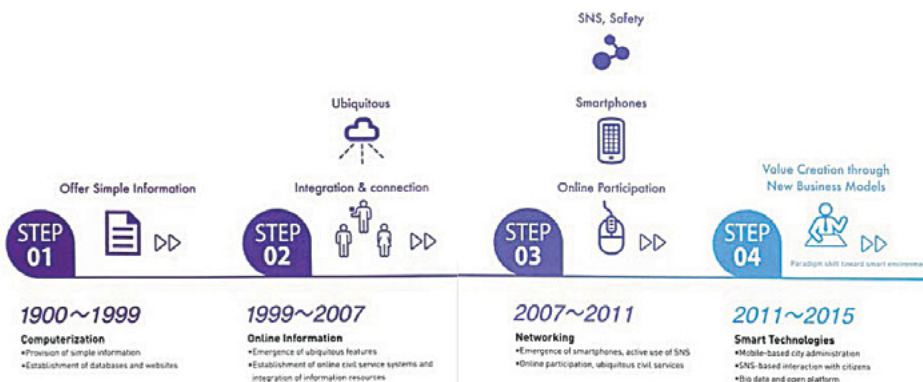 SNS, Safety
Ubiquitous
Smartphones
Offer Simple Information
Integration & connection
Online Participation
Value Creation through
New Business Models
STEP
01
STEP
02
STEP
03
STEP
04
Paradigm shift toward smart environme
1900~1999
Computerization
•Provision of simple information
•Establishment of databases and websites
1999~2007
Online Information
•Emergence of ubiquitous features
•Establishment of online civil service systems and
integration of information resources
2007~2011
Networking
•Emergence of smartphones, active use of SNS
•Online participation, ubiquitous civil services
2011~2015
Smart Technologies
•Mobile-based city administration
•SNS-based interaction with citizens
•Big data and open platform